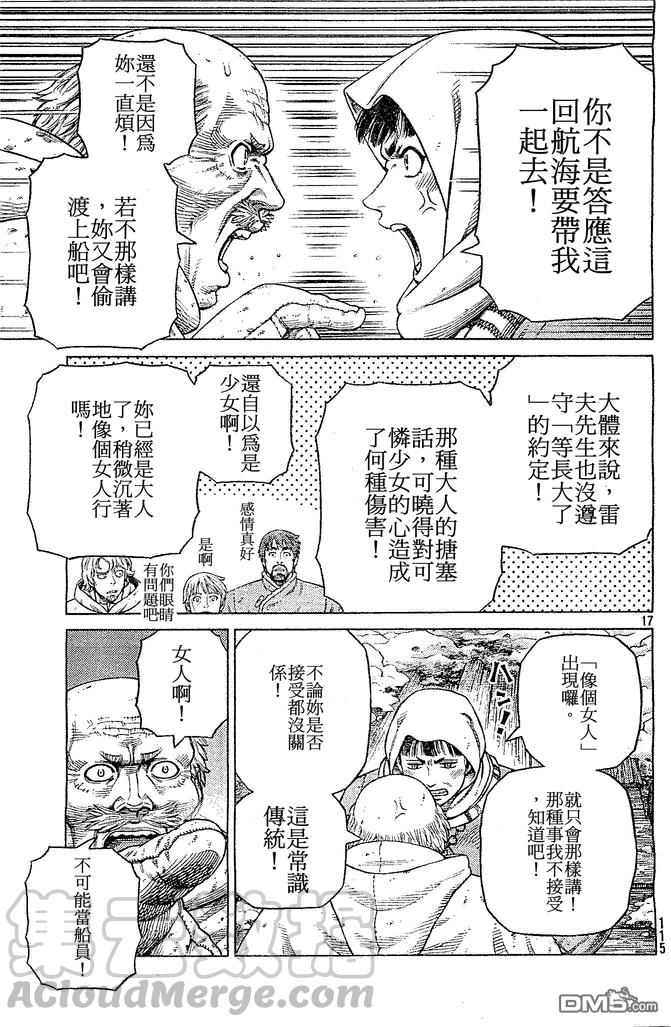 你不是答應這
回航海要帶我
一起去！
還不是因為
妳一直煩！
若不那樣講
，妳又會偷
渡上船吧！
大體來說，雷
夫先生也沒遵
守「等長大了
」的約定！
那種大人的搪塞
話，可曉得對可
憐少女的心造成
了何種傷害！
還自以為是
少女啊！
妳已經是大人
了，稍微沉著
地像個女人行
嗎！
感情真好
是啊
你們眼睛
有問題吧
17
「像個女人」
出現囉。
ハン！
就只會那樣講！
那種事我不接受
，知道吧！
不論妳是否
接受都沒關
係！
這是常識
傳統！
女人啊！
不可能當船員！
115
集云数据
AcloudMerge.com
DM5.com